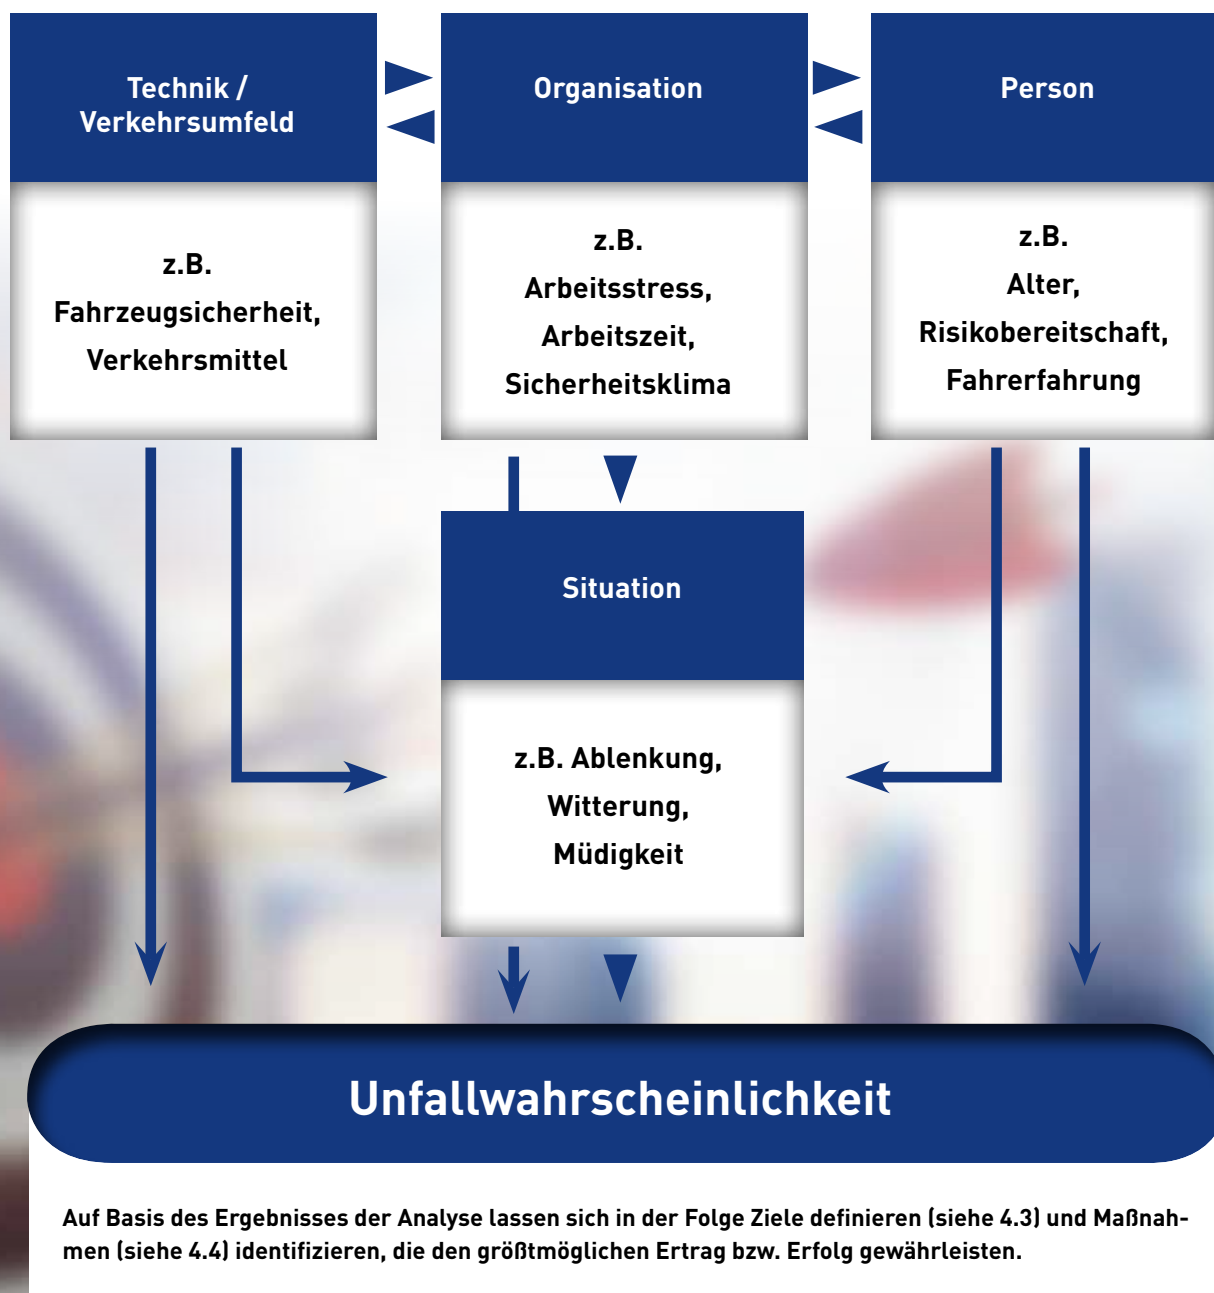 Technik /
Verkehrsumfeld
Organisation
Person
z.B.
Fahrzeugsicherheit,
Verkehrsmittel
z.B.
Arbeitsstress,
Arbeitszeit,
Sicherheitsklima
z.B.
Alter,
Risikobereitschaft,
Fahrerfahrung
Situation
z.B. Ablenkung,
Witterung,
Müdigkeit
Unfallwahrscheinlichkeit
Auf Basis des Ergebnisses der Analyse lassen sich in der Folge Ziele definieren (siehe 4.3) und Maßnah-
men (siehe 4.4) identifizieren, die den größtmöglichen Ertrag bzw. Erfolg gewährleisten.